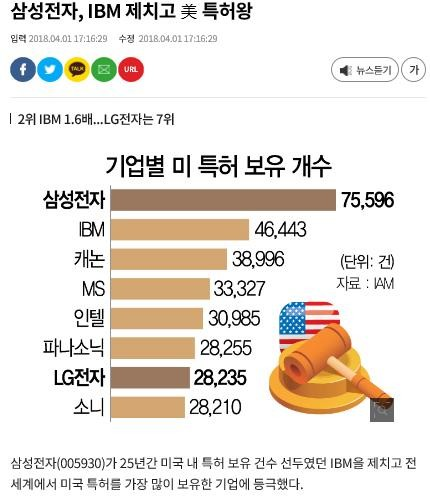 삼성전자, IBM 제치고 美 특허왕
입력 2018.04.01 17:16:29 수정 2018.04.01 17:16:29
f TALK URL 뉴스듣기 가
2위 IBM 1.6배...LG전자는 7위
기업별 미 특허 보유 개수
삼성전자 75,596
IBM 46,443
캐논 38,996
(단위: 건)
MS 33,327
자료 : IAM
인텔 30,985
파나소닉 28,255
LG전자 28,235
소니 28,210
삼성전자(005930)가 25년간 미국 내 특허 보유 건수 선두였던 IBM을 제치고 전
세계에서 미국 특허를 가장 많이 보유한 기업에 등극했다.